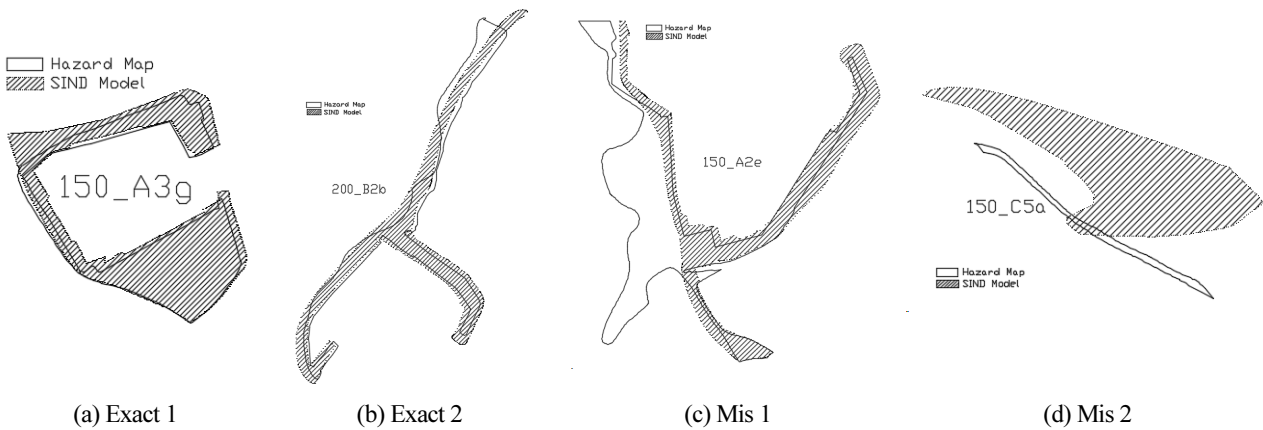 Hazard Map
SIND Model
150_A3g
(a) Exact 1
Hazard Map
SIND Model
200_B2b
(b) Exact 2
Hazard Map
SIND Model
150_A2e
(c) Mis 1
150_C5a
Hazard Map
SIND Model
(d) Mis 2